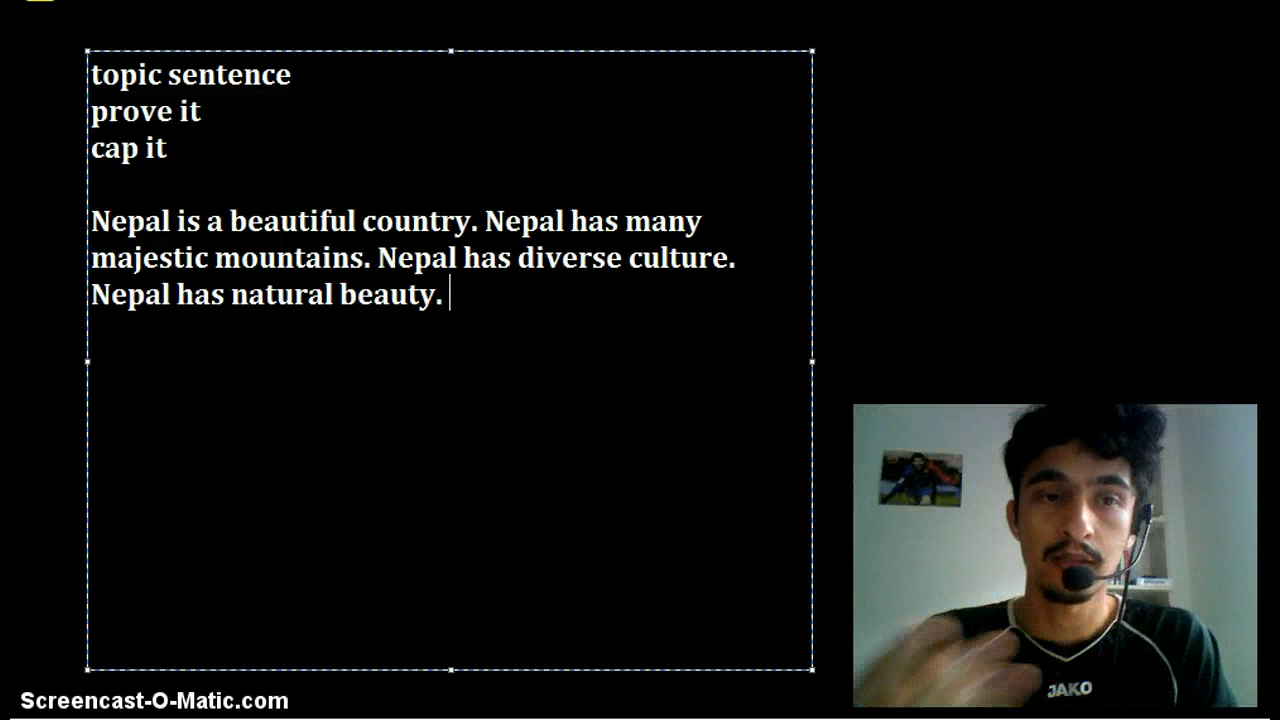 topic sentence
prove it
cap it
Nepal is a beautiful country. Nepal has many
majestic mountains. Nepal has diverse culture.
Nepal has natural beauty.
JAKO
Screencast-O-Matic.com